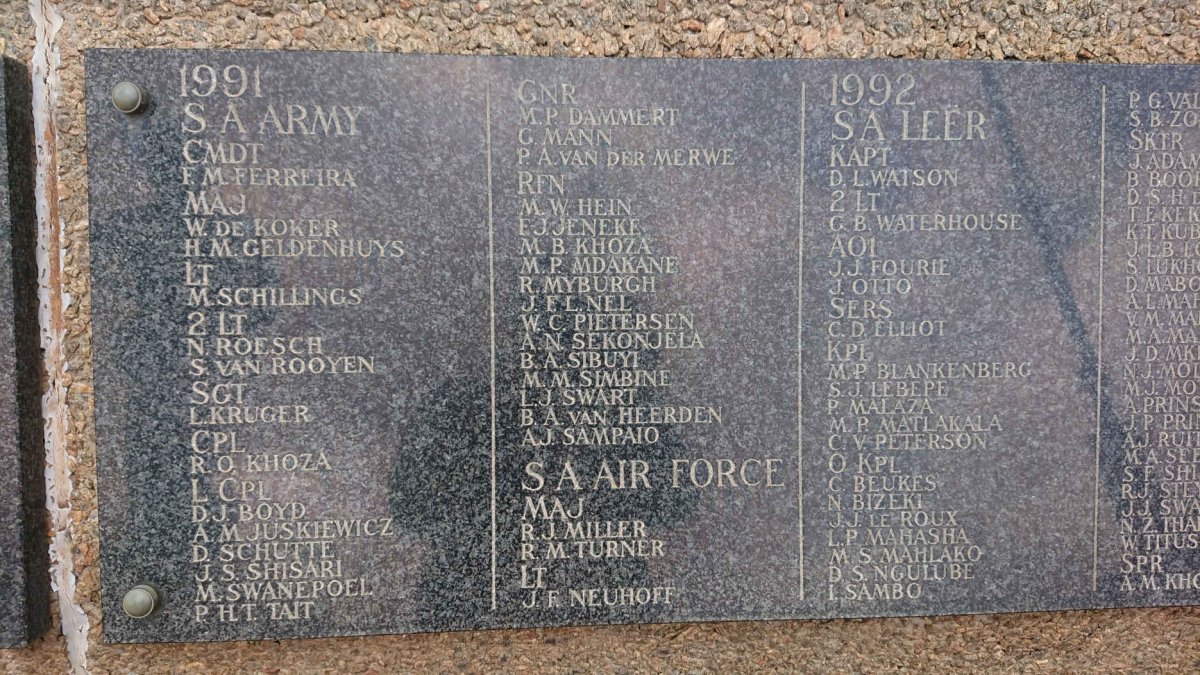 1991
S A ARMY
CMDT
F. M. FERREIRA
MAJ
W. DE KOKER
H. M. GELDENHUYS
LT
M. SCHILLINGS
2 LT
N. ROESCH
S. VAN ROOYEN
SGT
L. KRUGER
CPL
R. O. KHOZA
L CPL
D. J. BOYD
A. M. JUSKIEWICZ
D. SCHUTTE
J. S. SHISARI
M. SWANEPOEL
P. H. T. TAIT
GNR
M. P. DAMMERT
G. MANN
P. A. VAN DER MERWE
RFN
M. W. HEIN
E. J. JENEKE
M. B. KHOZA
M. P. MDAKANE
R. MYBURGH
J. F. L. NEL
W. C. PIETERSEN
A. N. SEKONJELA
B. A. SIBUYI
M. M. SIMBINE
L. J. SWART
B. A. VAN HEERDEN
A. J. SAMPAIO
S A AIR FORCE
MAJ
R. J. MILLER
R. M. TURNER
LT
J. F. NEUHOFF
1992
SA LEËR
KAPT
D. L. WATSON
2 LT
G. B. WATERHOUSE
AO1
J. J. FOURIE
J. OTTO
SERS
C. D. ELLIOT
KPL
M. P. BLANKENBERG
S. J. LEBEPE
P. MALAZA
M. P. MATLAKALA
C. V. PETERSON
O KPL
C. BEUKES
N. BIZEKI
J. J. LE ROUX
L. P. MAHASHA
M. S. MAHLAKO
D. S. NGULUBE
I. SAMBO
P. G.
S. B.
SKTR
J.
B.
D. S.
T. F.
K. T.
J. L. B.
S.
D.
A. L.
V. M.
M. A.
J. D.
N. J.
M. J.
A.
J. P.
A. J.
M. A.
S. F.
R. J.
J. J.
N. Z.
W. TITUS
SPR
A. M.